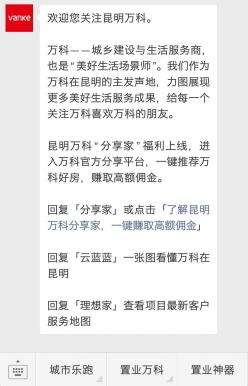 vanke
欢迎您关注昆明万科。
万科——城乡建设与生活服务商，
也是“美好生活场景师”。我们作为
万科在昆明的主发声地，力图展现
更多美好生活服务成果，给每一个
关注万科喜欢万科的朋友。
昆明万科“分享家”福利上线，进
入万科官方分享平台，一键推荐万
科好房，赚取高额佣金。
回复「分享家」或点击「了解昆明
万科分享家，一键赚取高额佣金」
回复「云蓝蓝」一张图看懂万科在
昆明
回复「理想家」查看项目最新客户
服务地图
城市乐跑
置业万科
置业神器